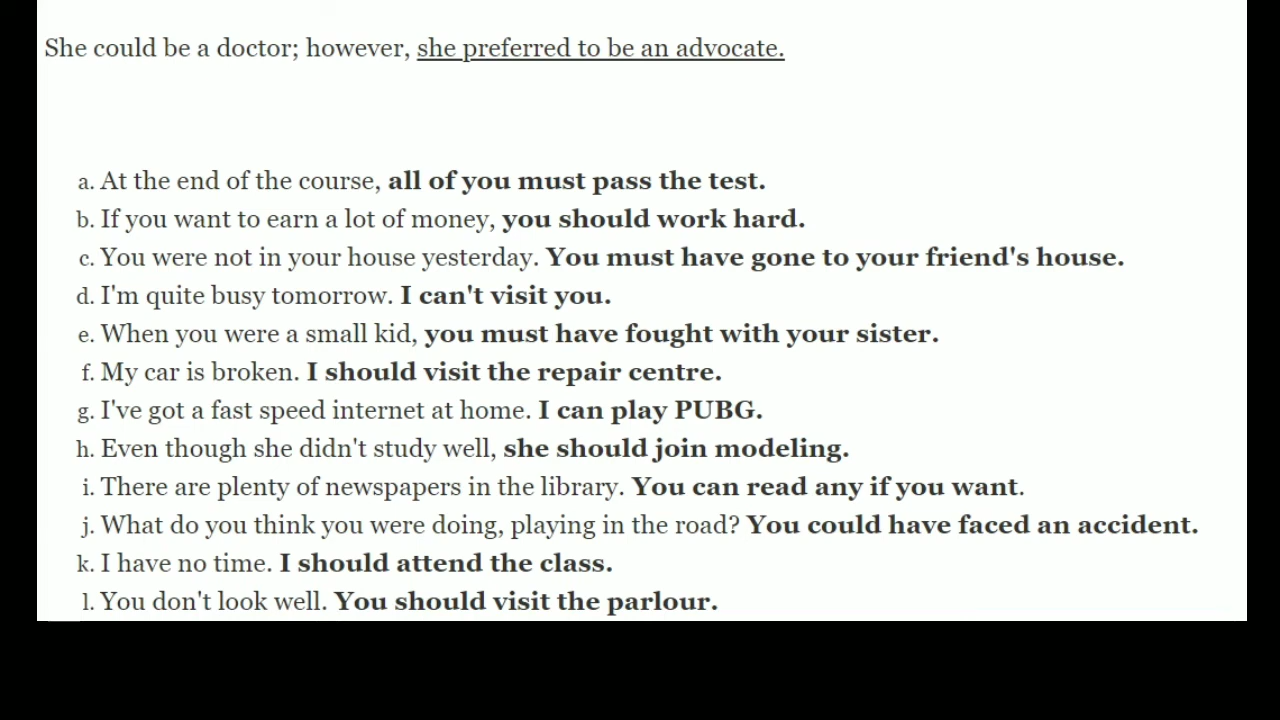 She could be a doctor; however, she preferred to be an advocate.
a. At the end of the course, all of you must pass the test.
b. If you want to earn a lot of money, you should work hard.
c. You were not in your house yesterday. You must have gone to your friend's house.
d. I'm quite busy tomorrow. I can't visit you.
e. When you were a small kid, you must have fought with your sister.
f. My car is broken. I should visit the repair centre.
g. I've got a fast speed internet at home. I can play PUBG.
h. Even though she didn't study well, she should join modeling.
i. There are plenty of newspapers in the library. You can read any if you want.
j. What do you think you were doing, playing in the road? You could have faced an accident.
k. I have no time. I should attend the class.
l. You don't look well. You should visit the parlour.